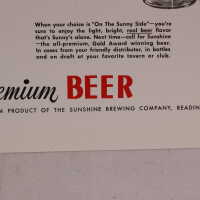 When your choice is "On The Sunny Side"—you're
sure to enjoy the light, bright, real beer flavor
that's Sunny's alone. Next time—call for Sunshine
—the all-premium, Gold Award winning beer.
In cases from your friendly distributor, in bottles
and on draft at your favorite tavern or club.
emium BEER
A PRODUCT OF THE SUNSHINE BREWING COMPANY, READIN